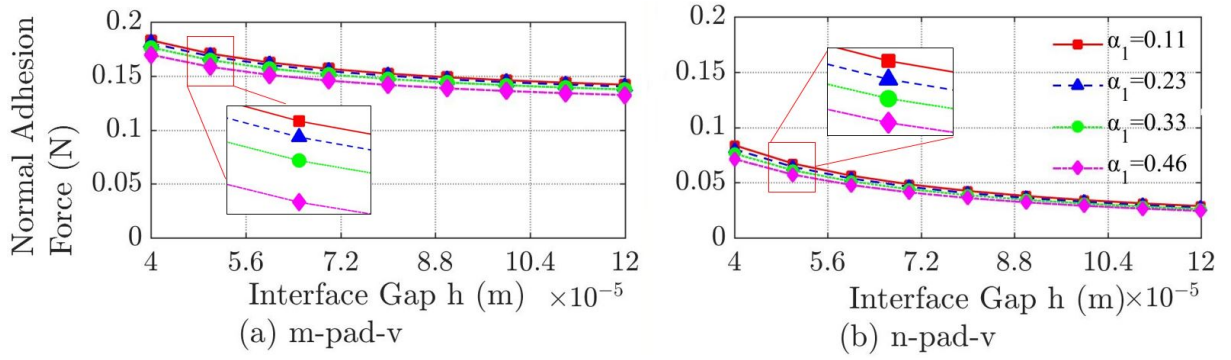 Normal Adhesion
Force (N)
0.2
0.15
0.1
0.05
0
4 5.6 7.2 8.8 10.4 12
Interface Gap h (m) ×10⁻⁵
(a) m-pad-v
0.2
0.15
0.1
0.05
0
4 5.6 7.2 8.8 10.4 12
Interface Gap h (m)×10⁻⁵
(b) n-pad-v
α₁=0.11
α₁=0.23
α₁=0.33
α₁=0.46